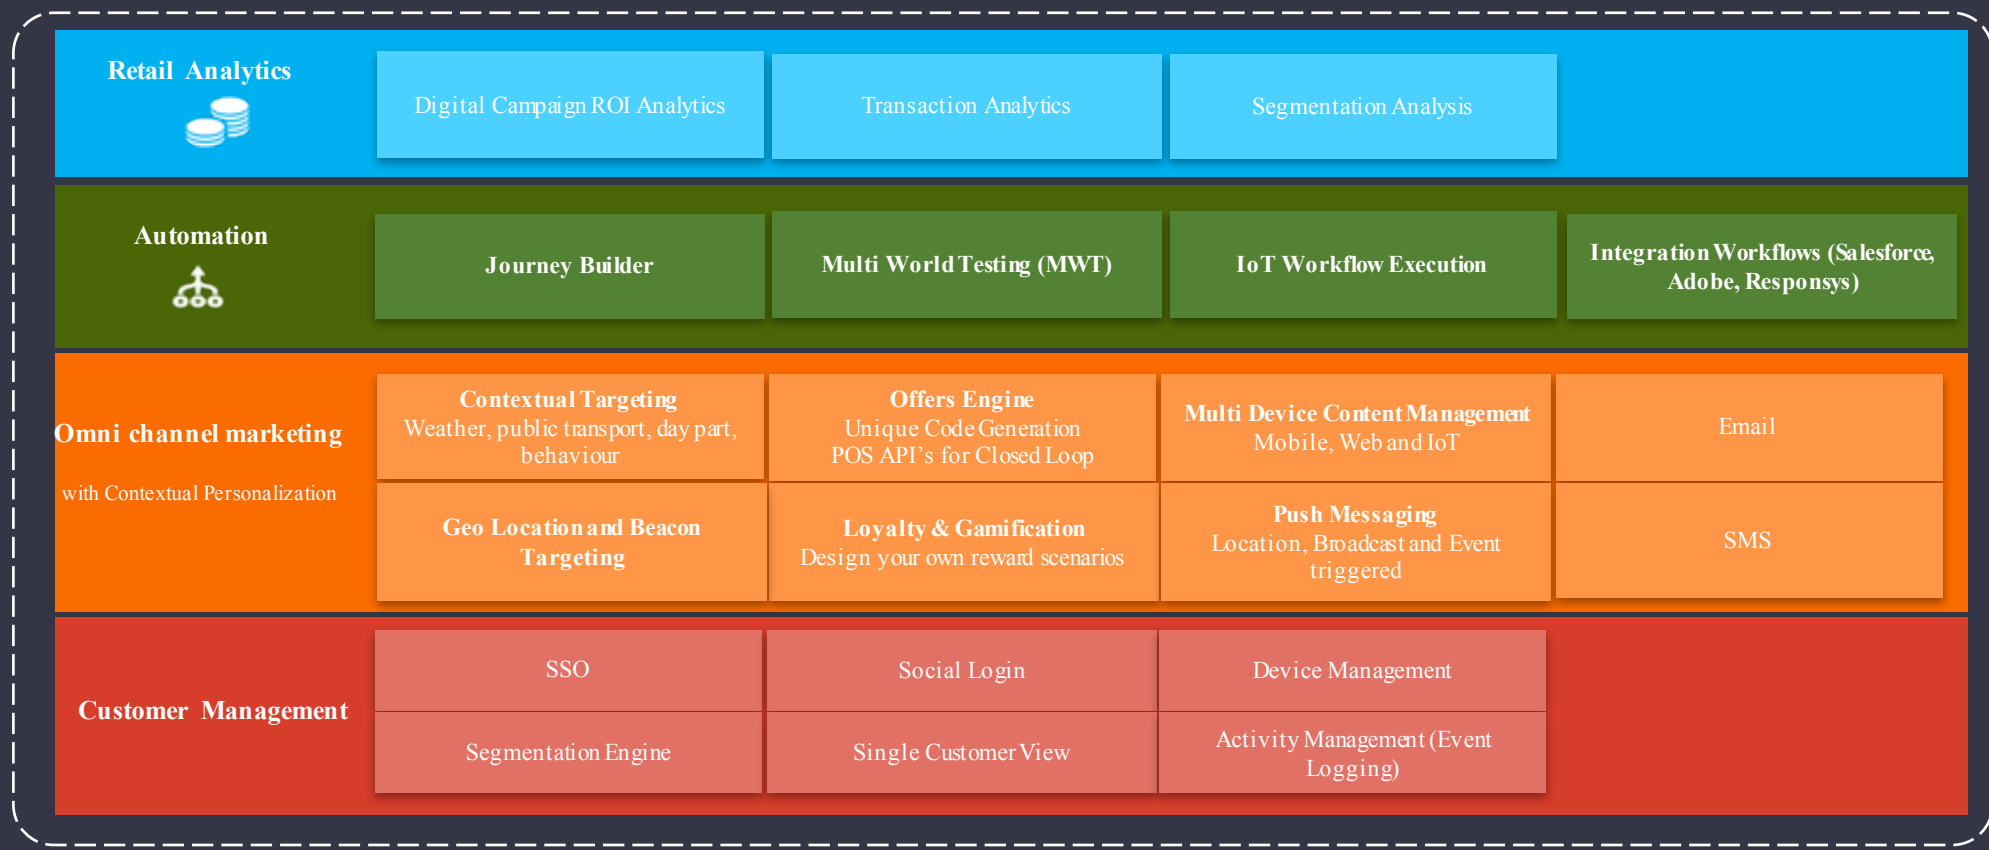 Retail Analytics
Digital Campaign ROI Analytics
Transaction Analytics
Segmentation Analysis
Automation
Journey Builder
Multi World Testing (MWT)
IoT Workflow Execution
Integration Workflows (Salesforce,
Adobe, Responsys)
Omni channel marketing
with Contextual Personalization
Contextual Targeting
Weather, public transport, day part,
behaviour
Offers Engine
Unique Code Generation
POS API’s for Closed Loop
Multi Device Content Management
Mobile, Web and IoT
Email
Geo Location and Beacon
Targeting
Loyalty & Gamification
Design your own reward scenarios
Push Messaging
Location, Broadcast and Event
triggered
SMS
Customer Management
SSO
Social Login
Device Management
Segmentation Engine
Single Customer View
Activity Management (Event
Logging)